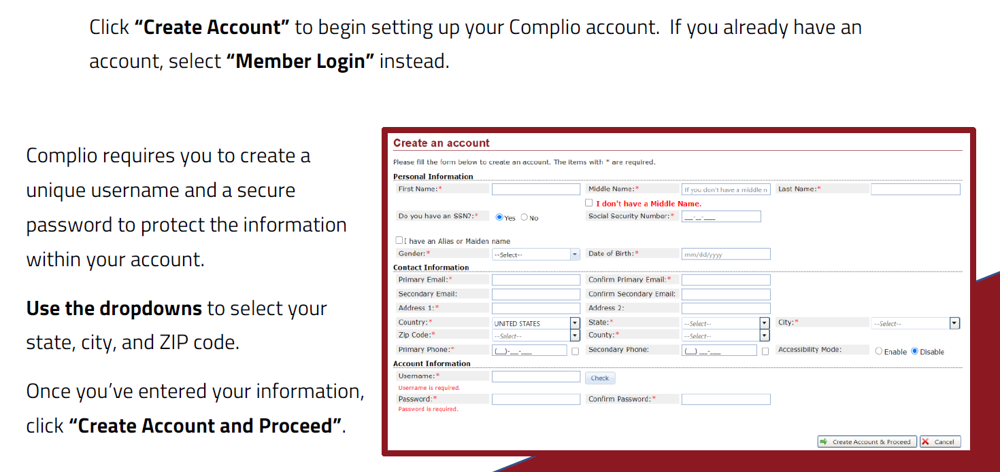 Click “Create Account” to begin setting up your Complio account.  If you already have an
account, select “Member Login” instead.
Complio requires you to create a
unique username and a secure
password to protect the information
within your account.
Use the dropdowns to select your
state, city, and ZIP code.
Once you’ve entered your information,
click “Create Account and Proceed”.
Create an account
Please fill the form below to create an account. The items with * are required.
Personal Information
First Name:* Middle Name:* If you don't have a middle n Last Name:*
I don't have a Middle Name.
Do you have an SSN?:* Yes No Social Security Number:* __-_-___
I have an Alias or Maiden name
Gender:* --Select-- Date of Birth:* mm/dd/yyyy
Contact Information
Primary Email:* Confirm Primary Email:*
Secondary Email: Confirm Secondary Email:
Address 1:* Address 2:
Country:* UNITED STATES State:* --Select-- City:* --Select--
Zip Code:* --Select-- County:* --Select--
Primary Phone:* (__)-__-___ Secondary Phone: (__) __-___ Accessibility Mode: Enable Disable
Account Information
Username:* Check
Username is required.
Password:* Confirm Password:*
Password is required.
Create Account & Proceed Cancel